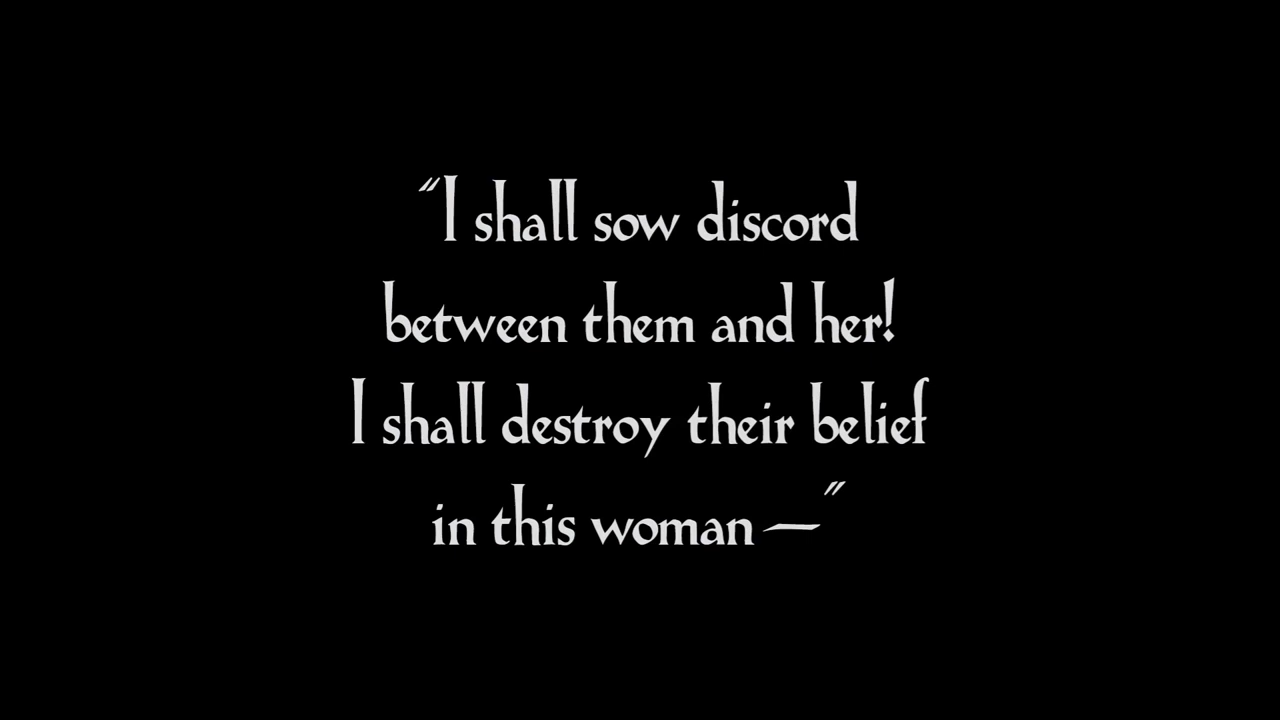 "I shall sow discord
between them and her!
I shall destroy their belief
in this woman—"